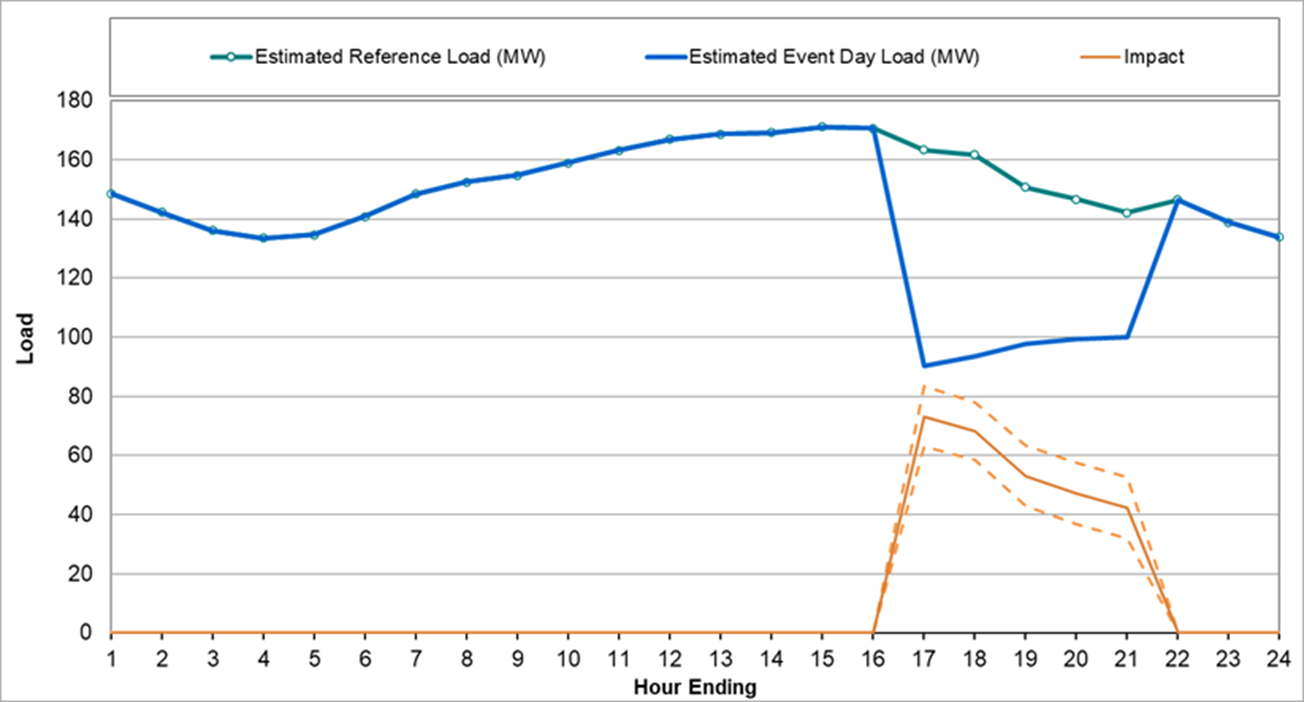 Estimated Reference Load (MW) Estimated Event Day Load (MW) Impact
180
160
140
120
100
80
60
40
20
0
Load
1 2 3 4 5 6 7 8 9 10 11 12 13 14 15 16 17 18 19 20 21 22 23 24
Hour Ending